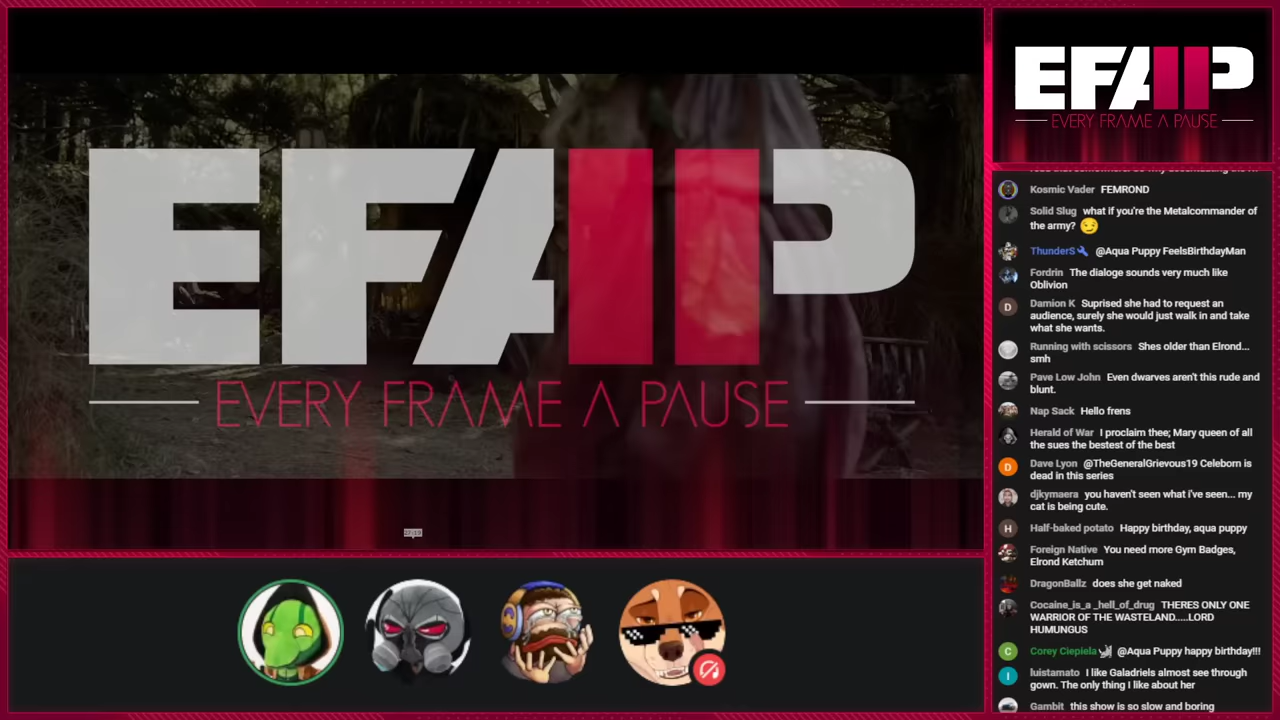 EFAP
EVERY FRAME A PAUSE
EFAP
EVERY FRAME A PAUSE
Kosmic Vader FEMROND
Solid Slug what if you're the Metalcommander of
the army?
ThunderS @Aqua Puppy FeelsBirthdayMan
Fordrin The dialoge sounds very much like
Oblivion
Damion K Suprised she had to request an
audience, surely she would just walk in and take
what she wants.
Running with scissors Shes older than Elrond...
smh
Pave Low John Even dwarves aren't this rude and
blunt.
Nap Sack Hello frens
Herald of War I proclaim thee; Mary queen of all
the sues the bestest of the best
Dave Lyon @TheGeneralGrievous19 Celeborn is
dead in this series
djkymaera you haven't seen what i've seen... my
cat is being cute.
Half-baked potato Happy birthday, aqua puppy
Foreign Native You need more Gym Badges,
Elrond Ketchum
DragonBallz does she get naked
Cocaine_is_a_hell_of_drug THERES ONLY ONE
WARRIOR OF THE WASTELAND.....LORD
HUMUNGUS
Corey Ciepiela @Aqua Puppy happy birthday!!!
luistamato I like Galadriels almost see through
gown. The only thing I like about her
Gambit this show is so slow and boring